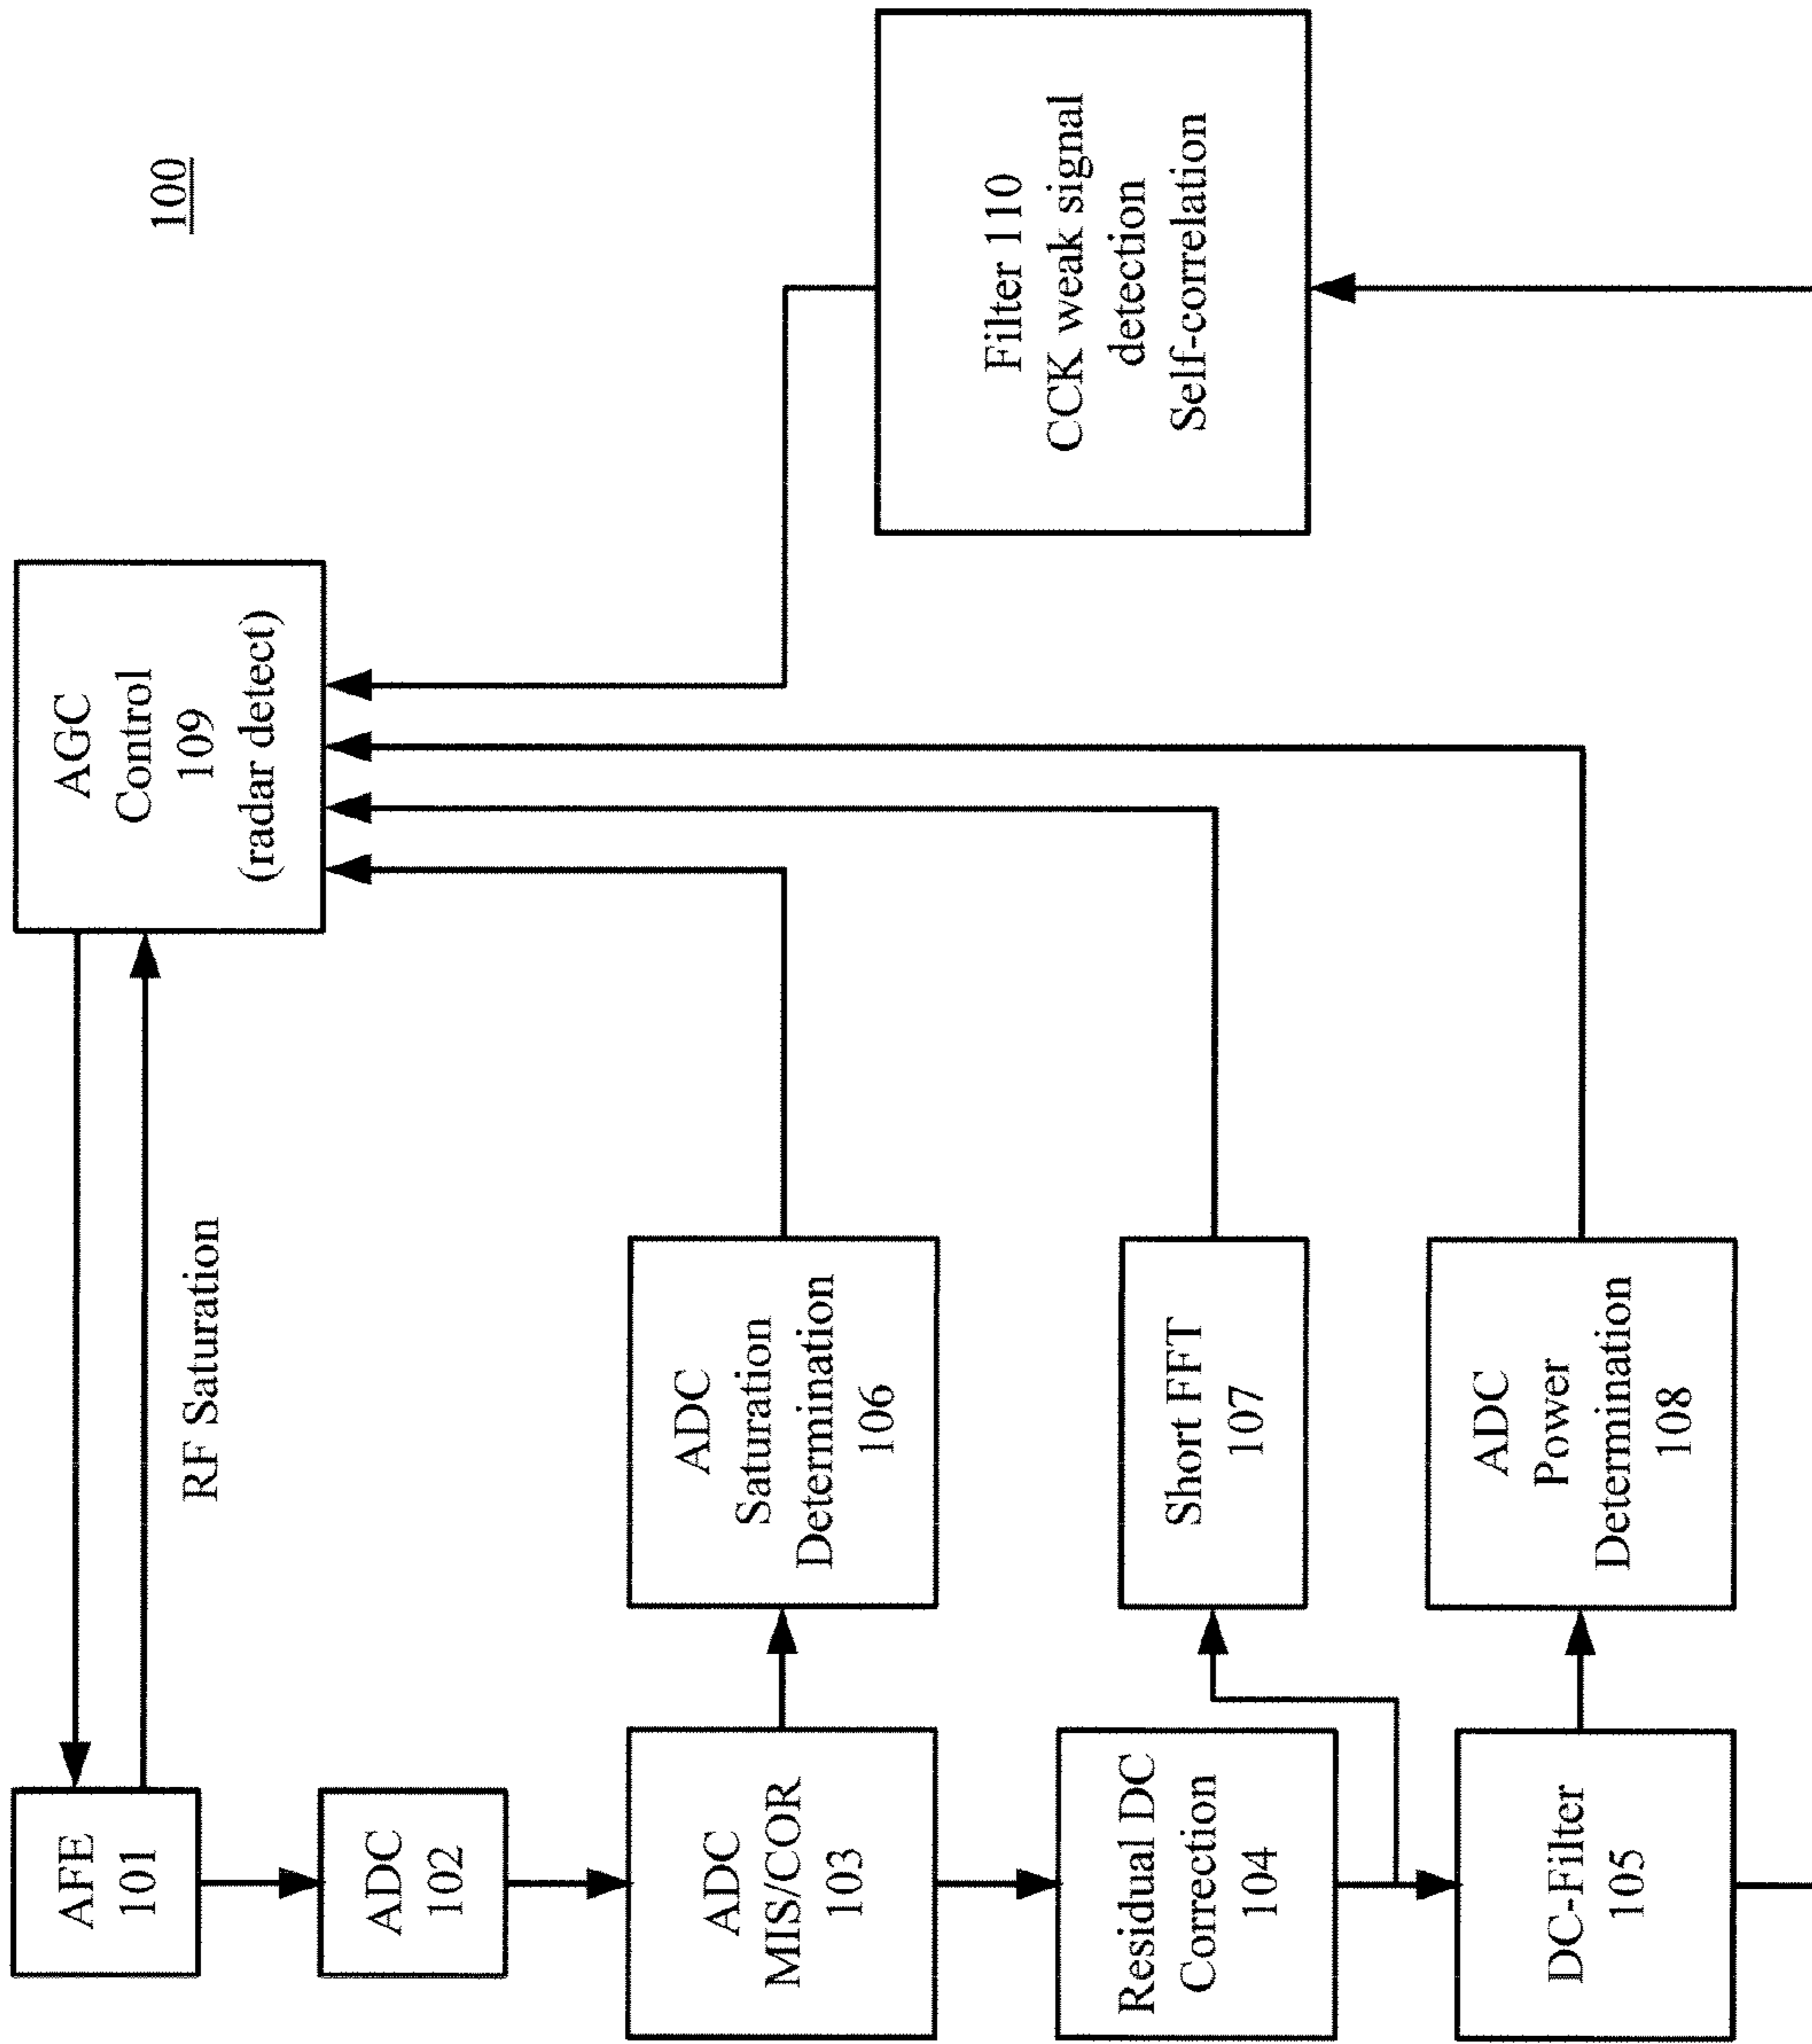 100
AFE
101
ADC
102
ADC
MIS/COR
103
Residual DC
Correction
104
DC-Filter
105
ADC
Saturation
Determination
106
Short FFT
107
ADC
Power
Determination
108
RF Saturation
AGC
Control
109
(radar detect)
Filter 110
CCK weak signal
detection
Self-correlation